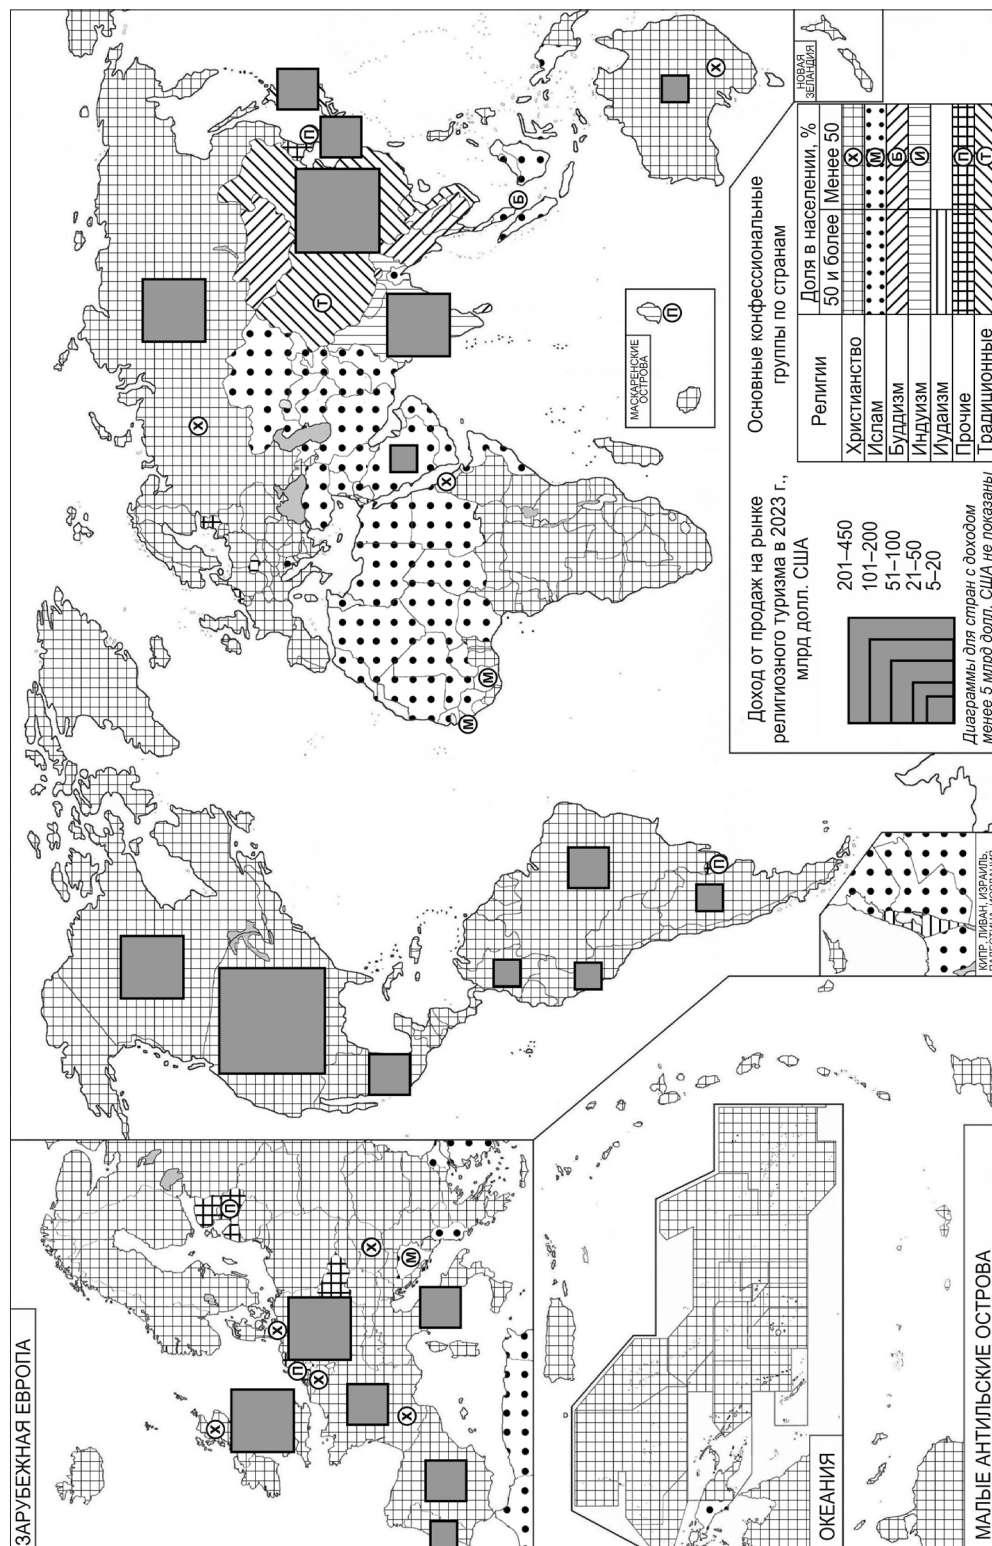 ЗАРУБЕЖНАЯ ЕВРОПА
ОКЕАНИЯ
МАЛЫЕ АНТИЛЬСКИЕ ОСТРОВА
КИПР, ЛИВАН, ИЗРАИЛЬ,
МАСКАРЕНСКИЕ
ОСТРОВА
НОВАЯ
ЗЕЛАНДИЯ
Х
Х
Х
Х
Х
П
П
М
Х
М
М
Х
Т
П
П
Б
Х
П
Доход от продаж на рынке
религиозного туризма в 2023 г.,
млрд долл. США
201–450
101–200
51–100
21–50
5–20
Диаграммы для стран с доходом
менее 5 млрд долл. США не показаны
Основные конфессиональные
группы по странам
Религии
Доля в населении, %
50 и более Менее 50
Христианство Х
Ислам М
Буддизм Б
Индуизм И
Иудаизм
Прочие П
Традиционные Т